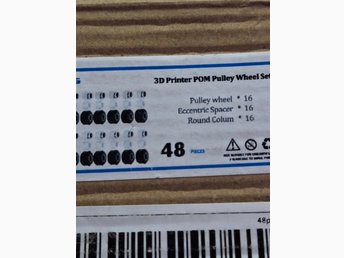 3D Printer POM Pulley Wheel Set
Pulley wheel * 16
Eccentric Spacer * 16
Round Colum * 16
48 PIECES
48p